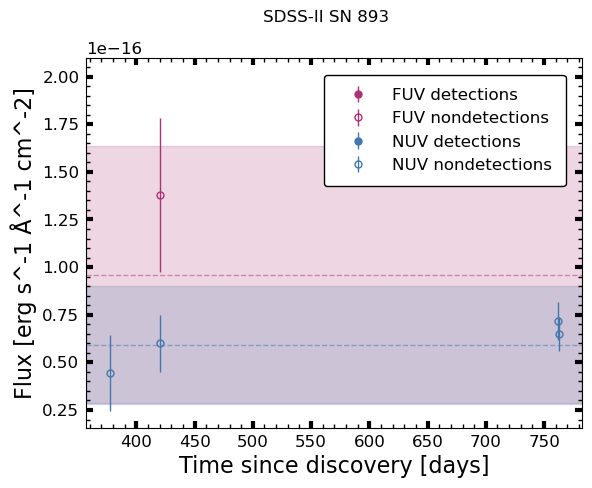 SDSS-II SN 893
1e−16
2.00
1.75
1.50
1.25
1.00
0.75
0.50
0.25
Flux [erg s^-1 Å^-1 cm^-2]
FUV detections
FUV nondetections
NUV detections
NUV nondetections
400 450 500 550 600 650 700 750
Time since discovery [days]